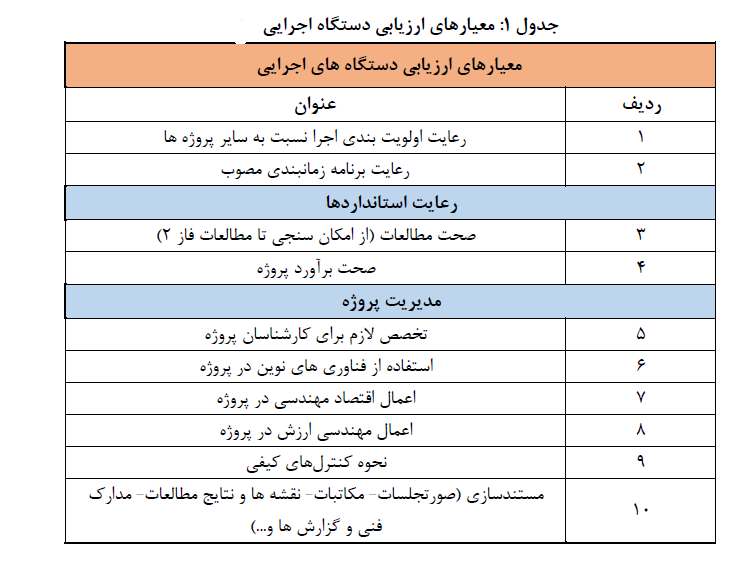 جدول ۱: معیارهای ارزیابی دستگاه اجرایی
معیارهای ارزیابی دستگاه های اجرایی
ردیف عنوان
۱ رعایت اولویت بندی اجرا نسبت به سایر پروژه ها
۲ رعایت برنامه زمانبندی مصوب
رعایت استانداردها
۳ صحت مطالعات (از امکان سنجی تا مطالعات فاز ۲)
۴ صحت برآورد پروژه
مدیریت پروژه
۵ تخصص لازم برای کارشناسان پروژه
۶ استفاده از فناوری های نوین در پروژه
۷ اعمال اقتصاد مهندسی در پروژه
۸ اعمال مهندسی ارزش در پروژه
۹ نحوه کنترل‌های کیفی
۱۰ مستندسازی (صورتجلسات- مکاتبات- نقشه ها و نتایج مطالعات- مدارک
فنی و گزارش ها و...)